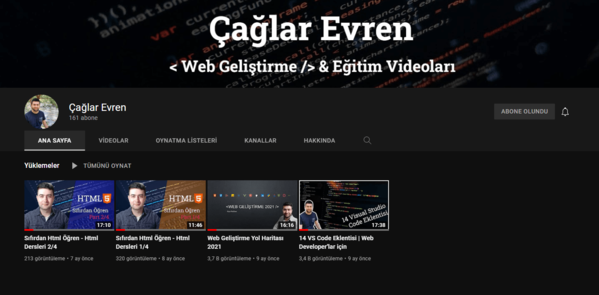 Çağlar Evren
< Web Geliştirme /> & Eğitim Videoları
Çağlar Evren
161 abone
ABONE OLUNDU
ANA SAYFA VİDEOLAR OYNATMA LİSTELERİ KANALLAR HAKKINDA
Yüklemeler TÜMÜNÜ OYNAT
HTML 5
Sıfırdan Öğren
17:10
HTML 5
Sıfırdan Öğren
11:46
<WEB GELİŞTİRME, 2021 />
16:16
14 Visual Studio
Code Eklentisi
17:38
Sıfırdan Html Öğren - Html
Dersleri 2/4
213 görüntüleme • 7 ay önce
Sıfırdan Html Öğren - Html
Dersleri 1/4
320 görüntüleme • 8 ay önce
Web Geliştirme Yol Haritası
2021
3,7 B görüntüleme • 9 ay önce
14 VS Code Eklentisi | Web
Developer'lar için
3,4 B görüntüleme • 9 ay önce